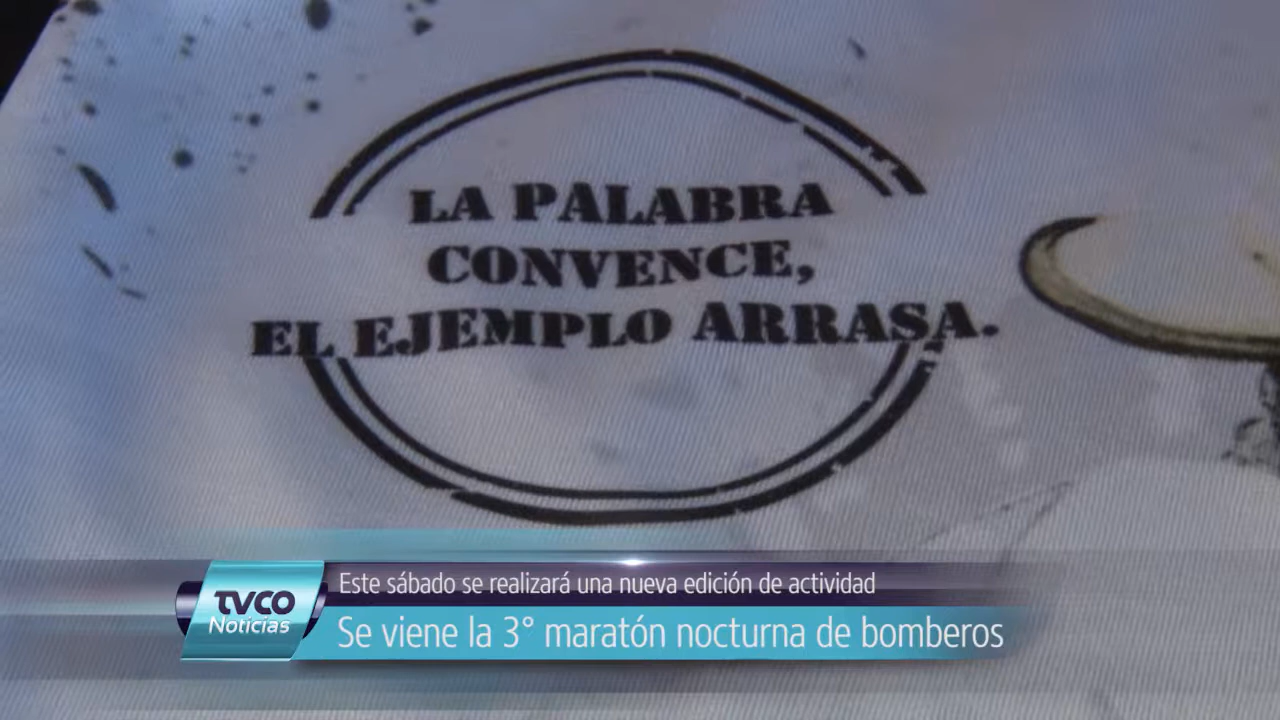 LA PALABRA
CONVENCE,
EL EJEMPLO ARRASA.
Este sábado se realizará una nueva edición de actividad
TVCO
Noticias
Se viene la 3° maratón nocturna de bomberos